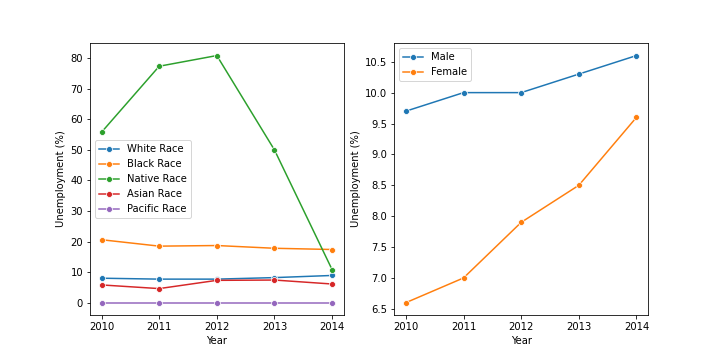 80
70
60
50
40
30
20
10
0
Unemployment (%)
White Race
Black Race
Native Race
Asian Race
Pacific Race
2010 2011 2012 2013 2014
Year
10.5
10.0
9.5
9.0
8.5
8.0
7.5
7.0
6.5
Unemployment (%)
Male
Female
2010 2011 2012 2013 2014
Year